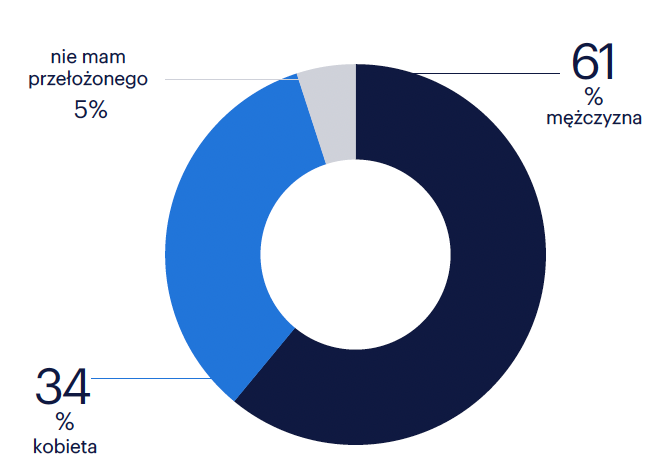 nie mam
przełożonego
5%
61
%
mężczyzna
34
%
kobieta